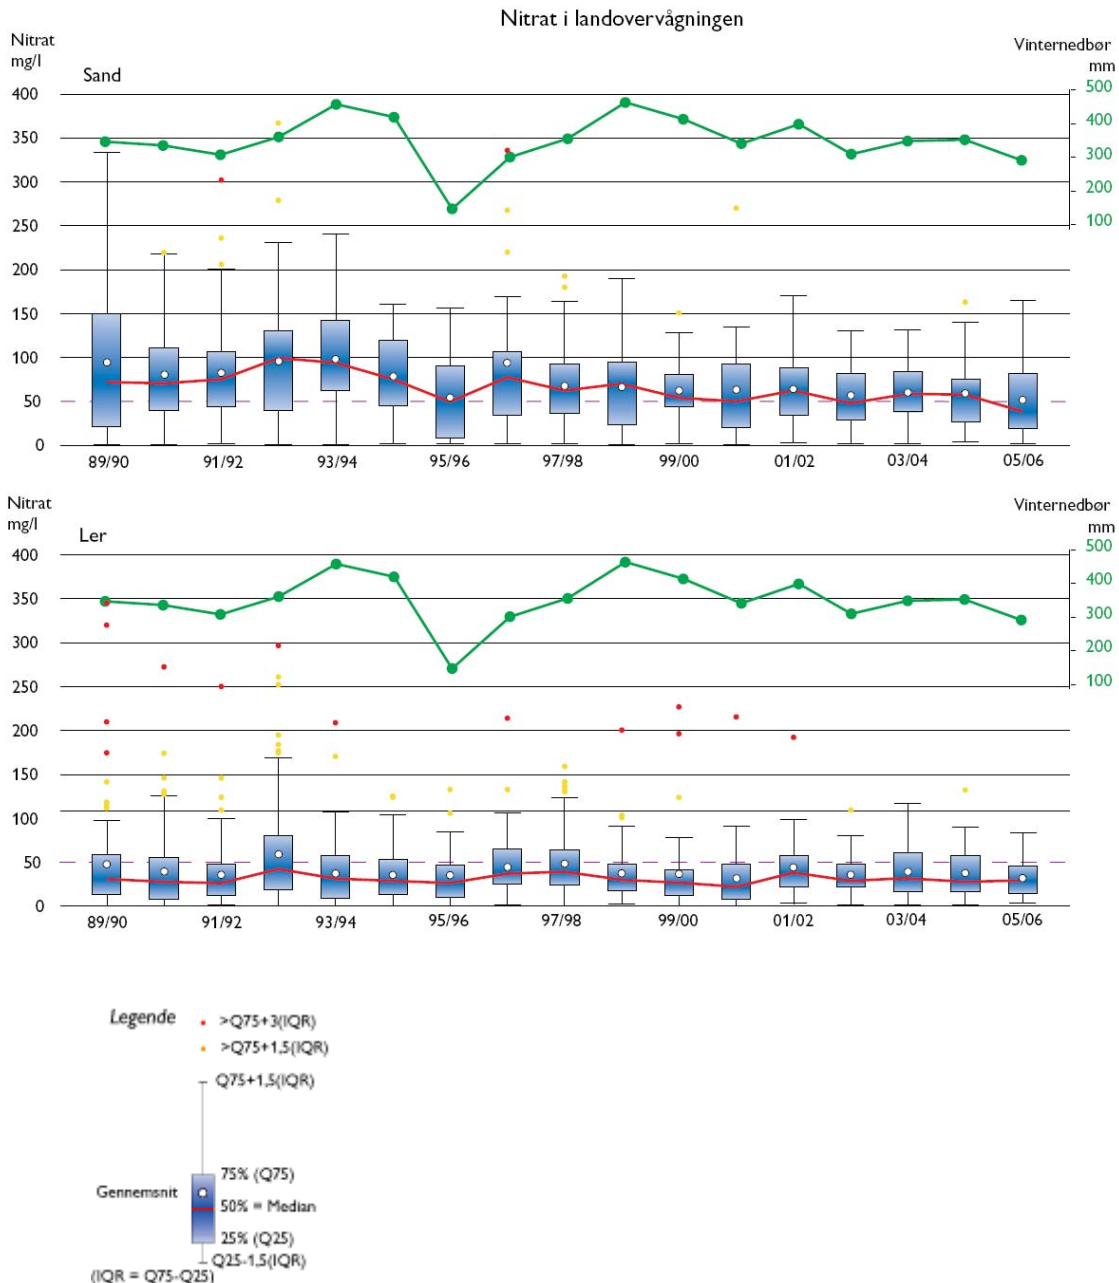 Nitrat i landovervågningen
Nitrat
mg/l
Vinternedbør
mm
Sand
400
350
300
250
200
150
100
50
0
500
400
300
200
100
89/90
91/92
93/94
95/96
97/98
99/00
01/02
03/04
05/06
Nitrat
mg/l
Vinternedbør
mm
Ler
400
350
300
250
200
150
100
50
0
500
400
300
200
100
89/90
91/92
93/94
95/96
97/98
99/00
01/02
03/04
05/06
Legende
>Q75+3(IQR)
>Q75+1,5(IQR)
Q75+1,5(IQR)
75% (Q75)
Gennemsnit
50% = Median
25% (Q25)
Q25-1,5(IQR)
(IQR = Q75-Q25)